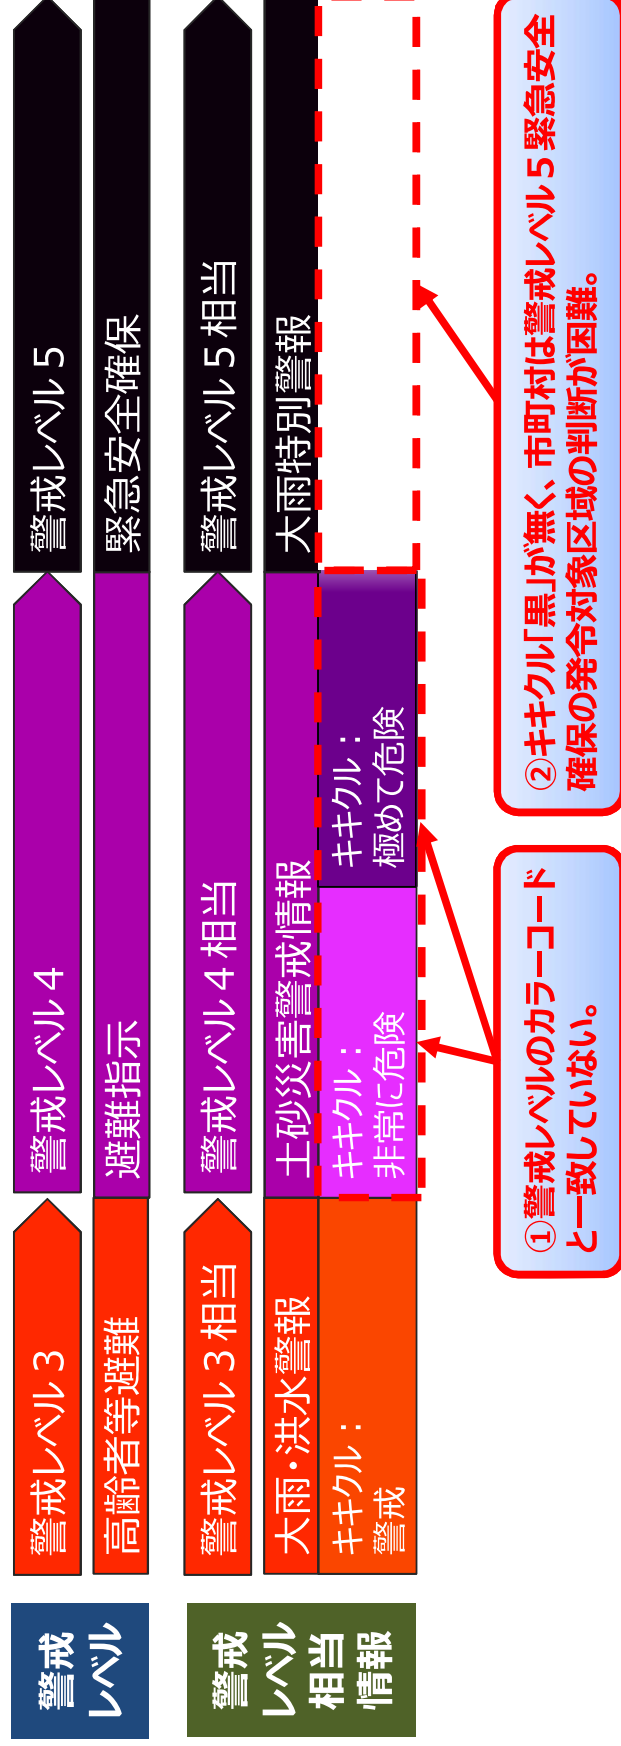 警戒
レベル
警戒レベル３
警戒レベル４
警戒レベル５
高齢者等避難
避難指示
緊急安全確保
警戒
レベル
相当
情報
警戒レベル３相当
警戒レベル４相当
警戒レベル５相当
大雨・洪水警報
土砂災害警戒情報
大雨特別警報
キキクル：
警戒
キキクル：
非常に危険
キキクル：
極めて危険
①警戒レベルのカラーコード
と一致していない。
②キキクル「黒」が無く、市町村は警戒レベル５緊急安全
確保の発令対象区域の判断が困難。